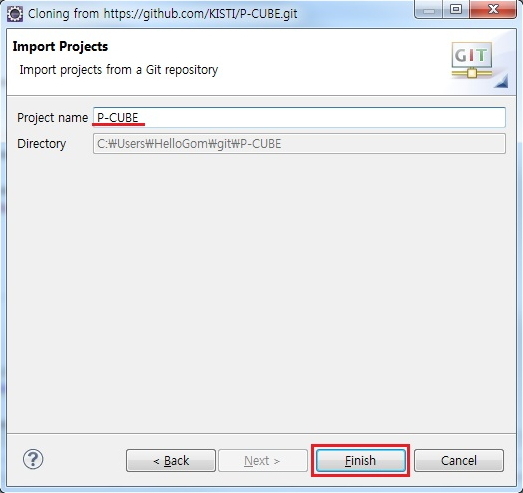 Cloning from https://github.com/KISTI/P-CUBE.git
Import Projects
Import projects from a Git repository
GIT
Project name P-CUBE
Directory C:₩Users₩HelloGom₩git₩P-CUBE
? < Back Next > Finish Cancel